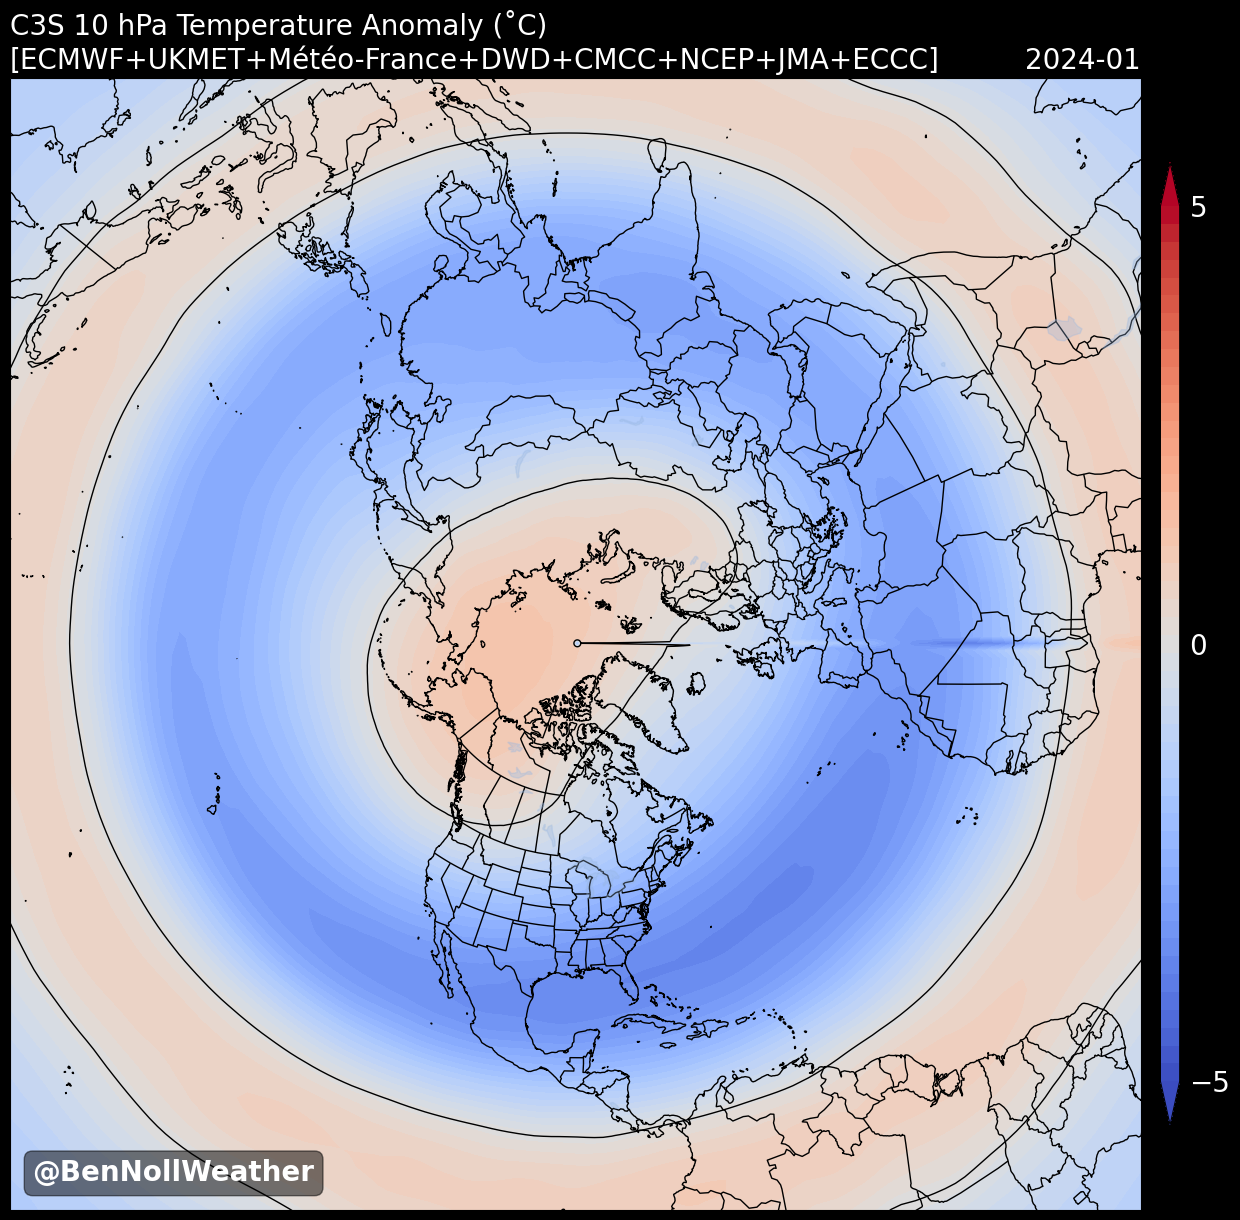 C3S 10 hPa Temperature Anomaly (˚C)
[ECMWF+UKMET+Météo-France+DWD+CMCC+NCEP+JMA+ECCC] 2024-01
5
0
−5
@BenNollWeather